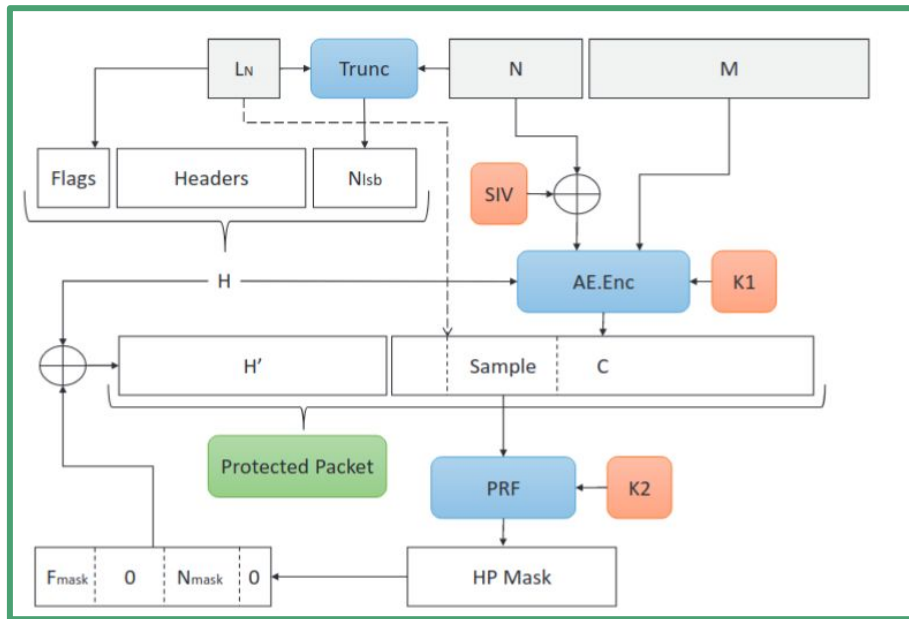 LN
Trunc
N
M
Flags
Headers
Nlsb
SIV
H
AE.Enc
K1
H’
Sample
C
Protected Packet
PRF
K2
Fmask
0
Nmask
0
HP Mask